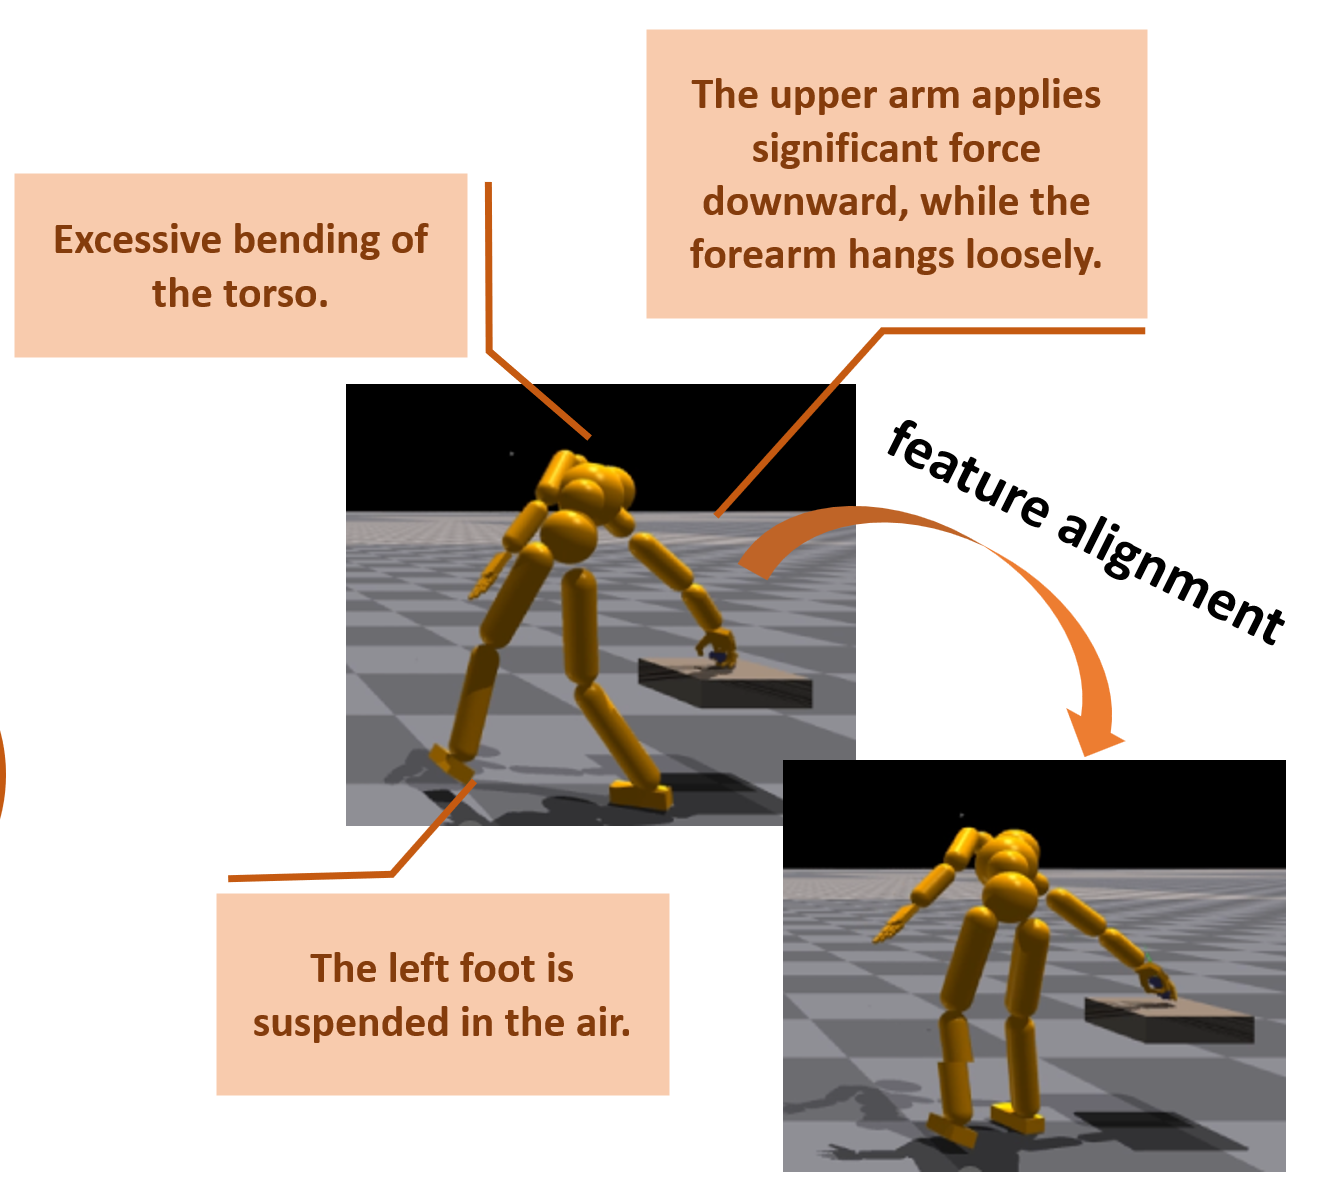 The upper arm applies
significant force
downward, while the
forearm hangs loosely.
Excessive bending of
the torso.
feature alignment
The left foot is
suspended in the air.